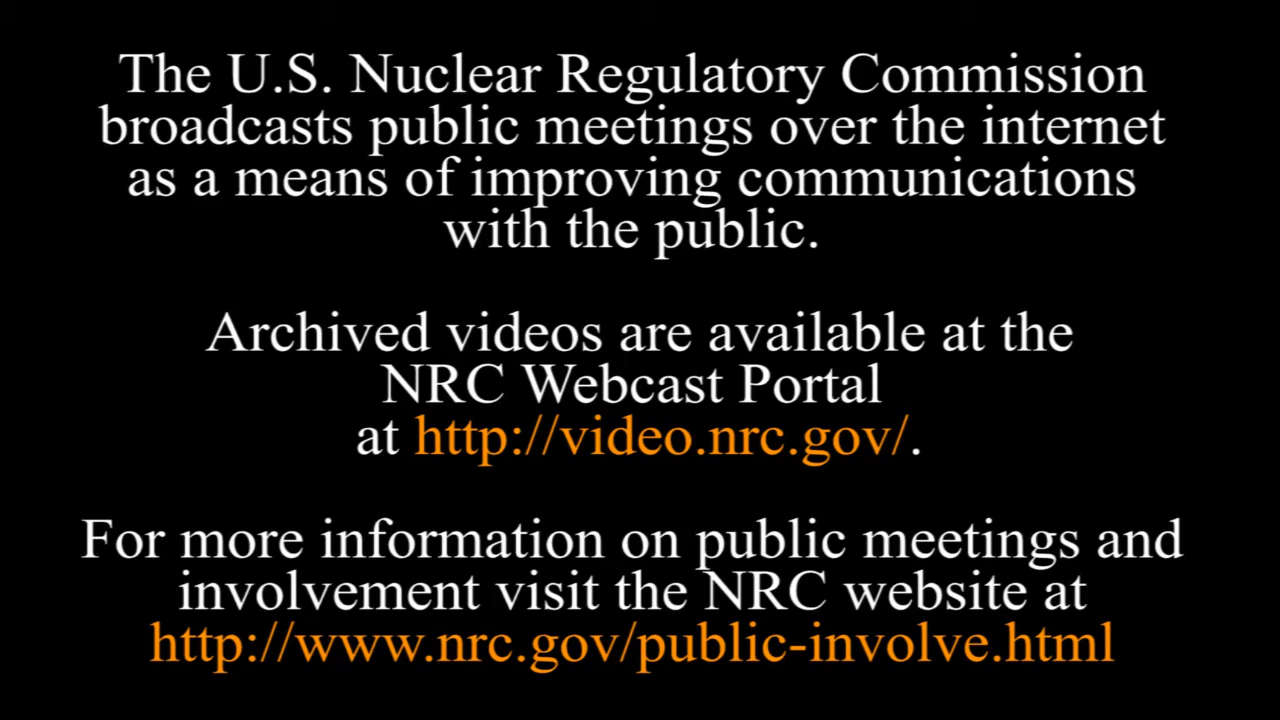 The U.S. Nuclear Regulatory Commission
broadcasts public meetings over the internet
as a means of improving communications
with the public.
Archived videos are available at the
NRC Webcast Portal
at http://video.nrc.gov/.
For more information on public meetings and
involvement visit the NRC website at
http://www.nrc.gov/public-involve.html